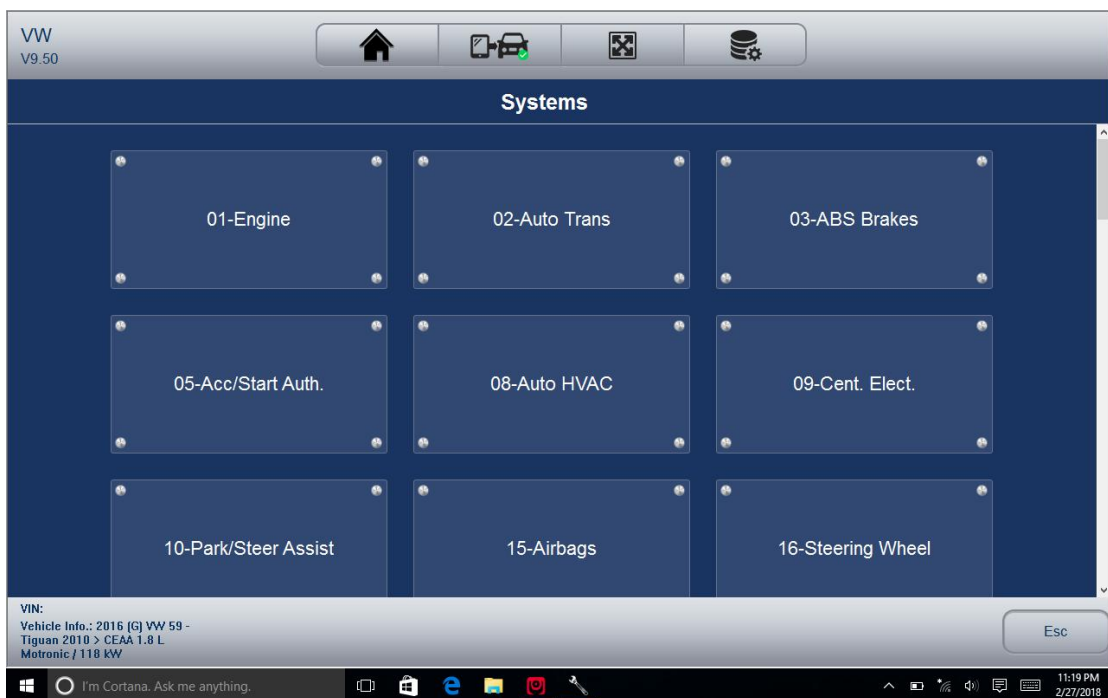 VW
V9.50
Systems
01-Engine
02-Auto Trans
03-ABS Brakes
05-Acc/Start Auth.
08-Auto HVAC
09-Cent. Elect.
10-Park/Steer Assist
15-Airbags
16-Steering Wheel
VIN:
Vehicle Info.: 2016 (G) VW 59 -
Tiguan 2010 > CEAA 1.8 L
Motronic / 118 kW
Esc
I'm Cortana. Ask me anything.
11:19 PM
2/27/2018